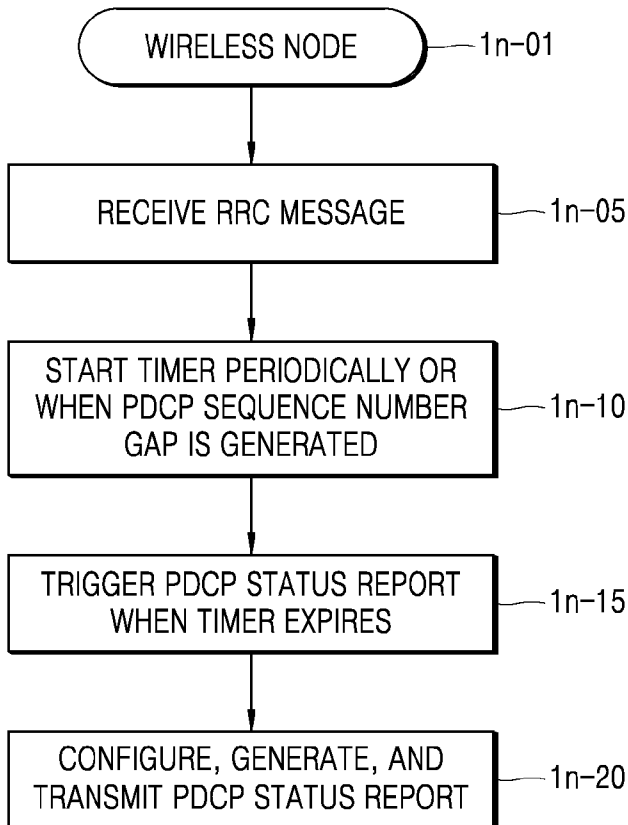 WIRELESS NODE
1n-01
RECEIVE RRC MESSAGE
1n-05
START TIMER PERIODICALLY OR
WHEN PDCP SEQUENCE NUMBER
GAP IS GENERATED
1n-10
TRIGGER PDCP STATUS REPORT
WHEN TIMER EXPIRES
1n-15
CONFIGURE, GENERATE, AND
TRANSMIT PDCP STATUS REPORT
1n-20